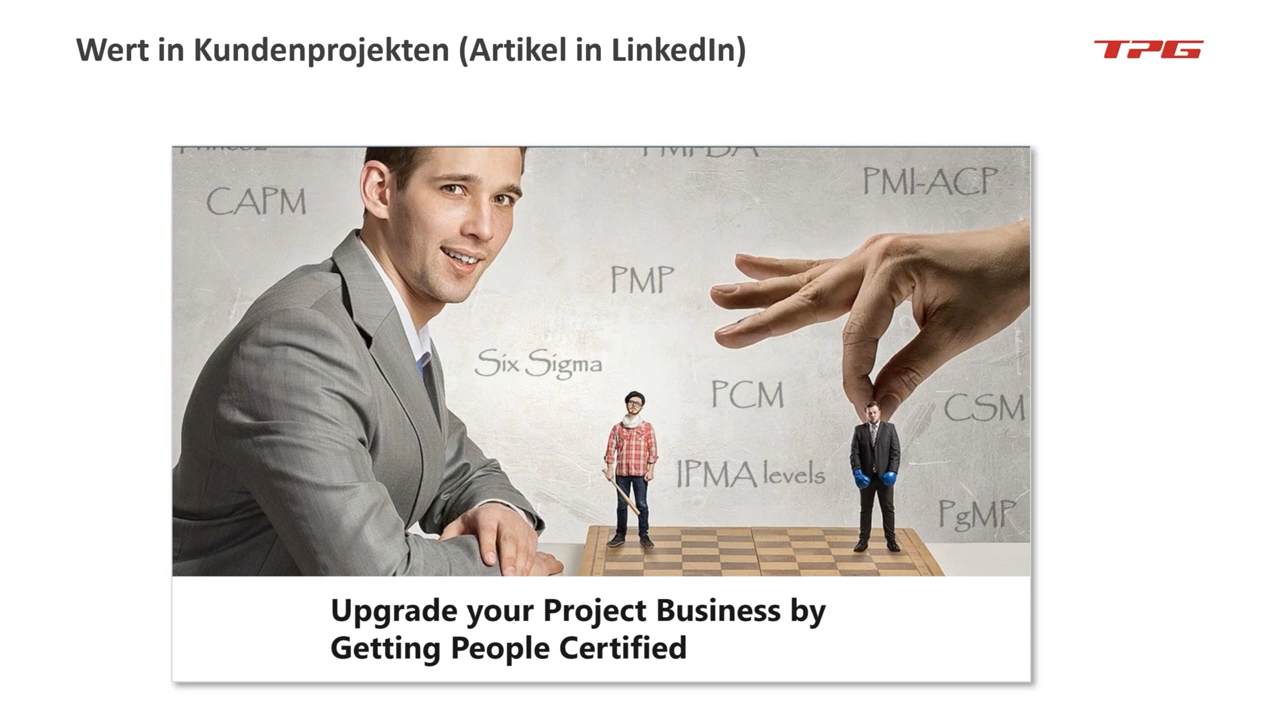 Wert in Kundenprojekten (Artikel in LinkedIn)
TPG
CAPM
PMI-ACP
PMP
Six Sigma
PCM
CSM
IPMA levels
PgMP
Upgrade your Project Business by
Getting People Certified